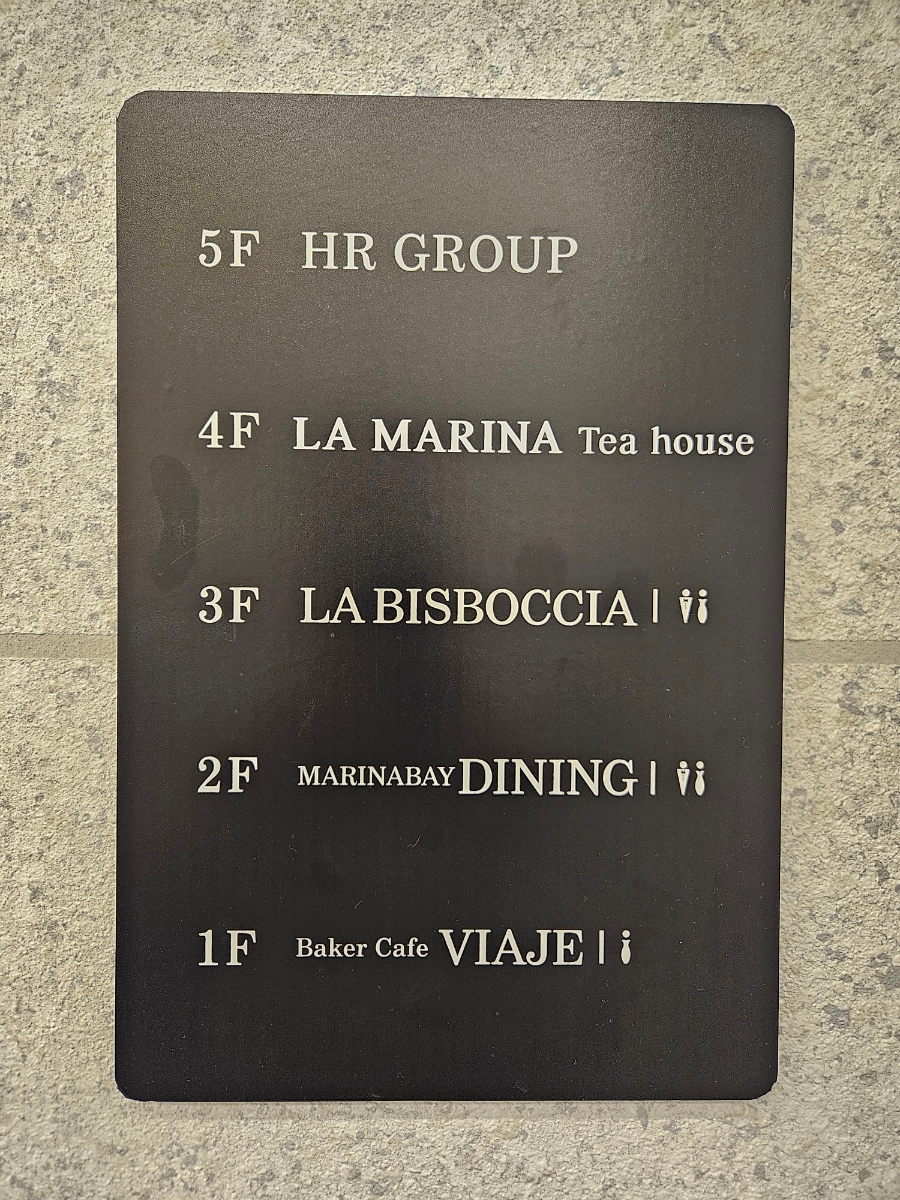 5F HR GROUP
4F LA MARINA Tea house
3F LA BISBOCCIA |
2F MARINABAY DINING |
1F Baker Cafe VIAJE |